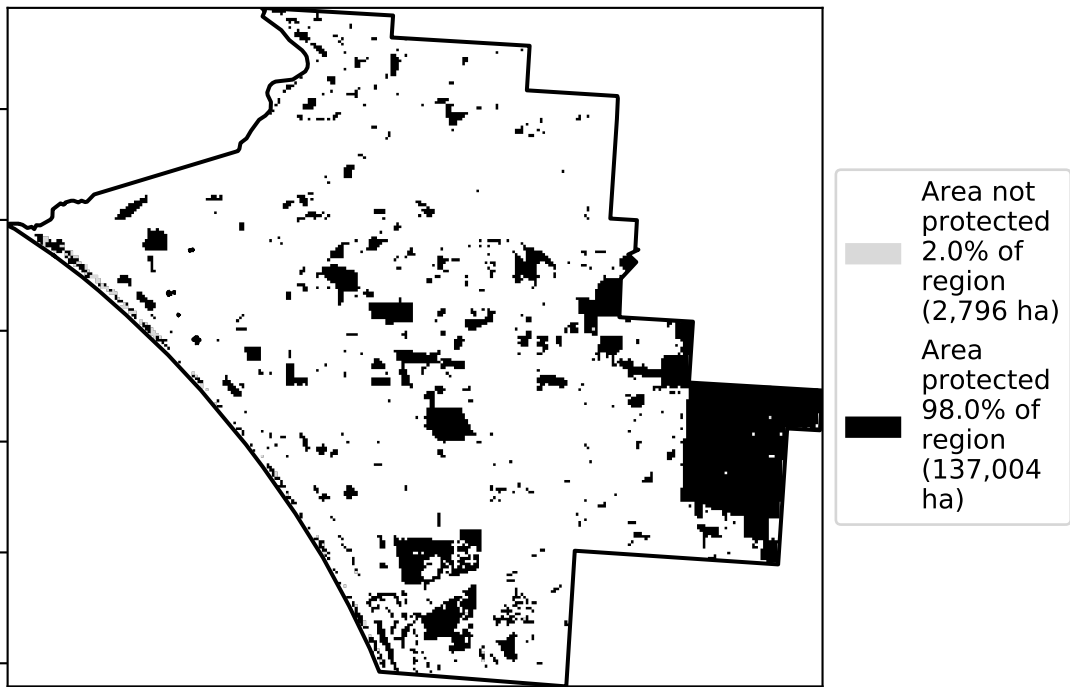 Area not
protected
2.0% of
region
(2,796 ha)
Area
protected
98.0% of
region
(137,004
ha)